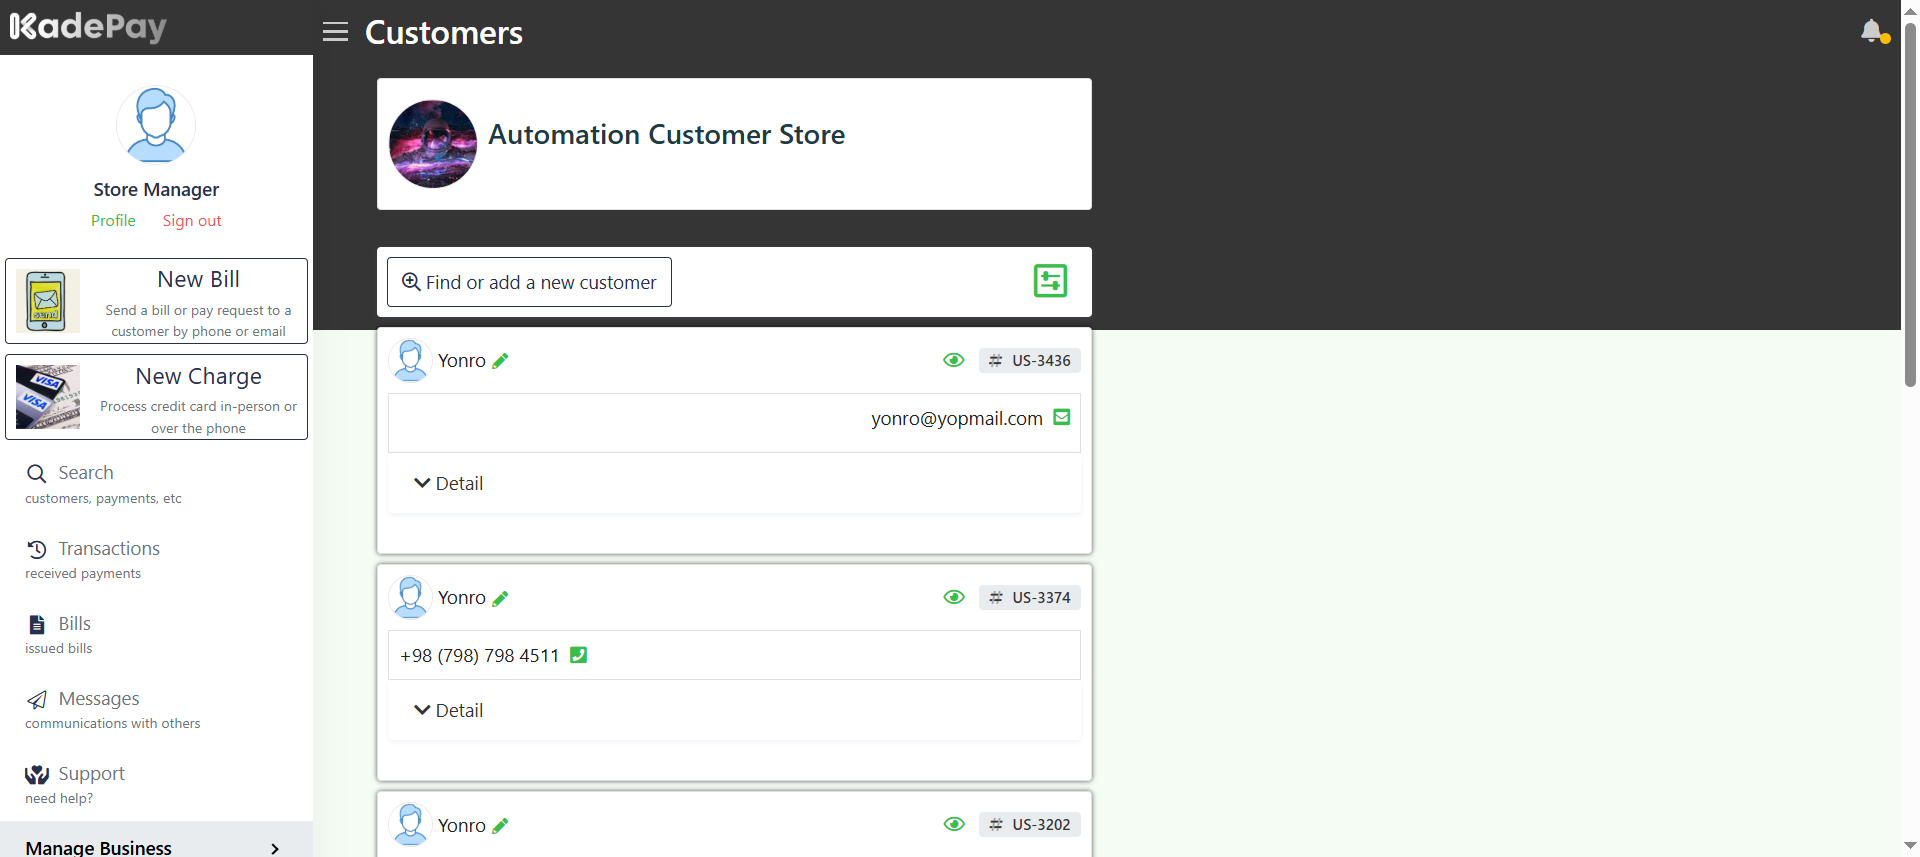 KadePay
Customers
Store Manager
Profile
Sign out
New Bill
Send a bill or pay request to a
customer by phone or email
send
New Charge
Process credit card in-person or
over the phone
VISA
VISA
Search
customers, payments, etc
Transactions
received payments
Bills
issued bills
Messages
communications with others
Support
need help?
Manage Business
Automation Customer Store
Find or add a new customer
Yonro
# US-3436
yonro@yopmail.com
Detail
Yonro
# US-3374
+98 (798) 798 4511
Detail
Yonro
# US-3202